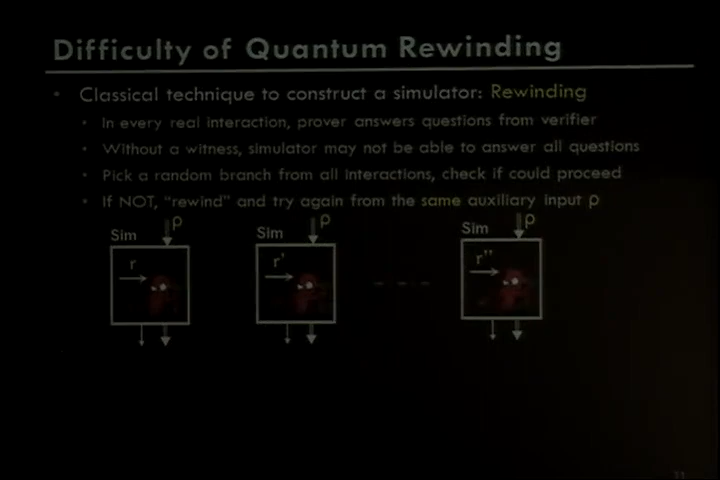 Difficulty of Quantum Rewinding
• Classical technique to construct a simulator: Rewinding
• In every real interaction, prover answers questions from verifier
• Without a witness, simulator may not be able to answer all questions
• Pick a random branch from all interactions, check if could proceed
• If NOT, "rewind" and try again from the same auxiliary input ρ
Sim ρ Sim ρ Sim ρ
r r' r''